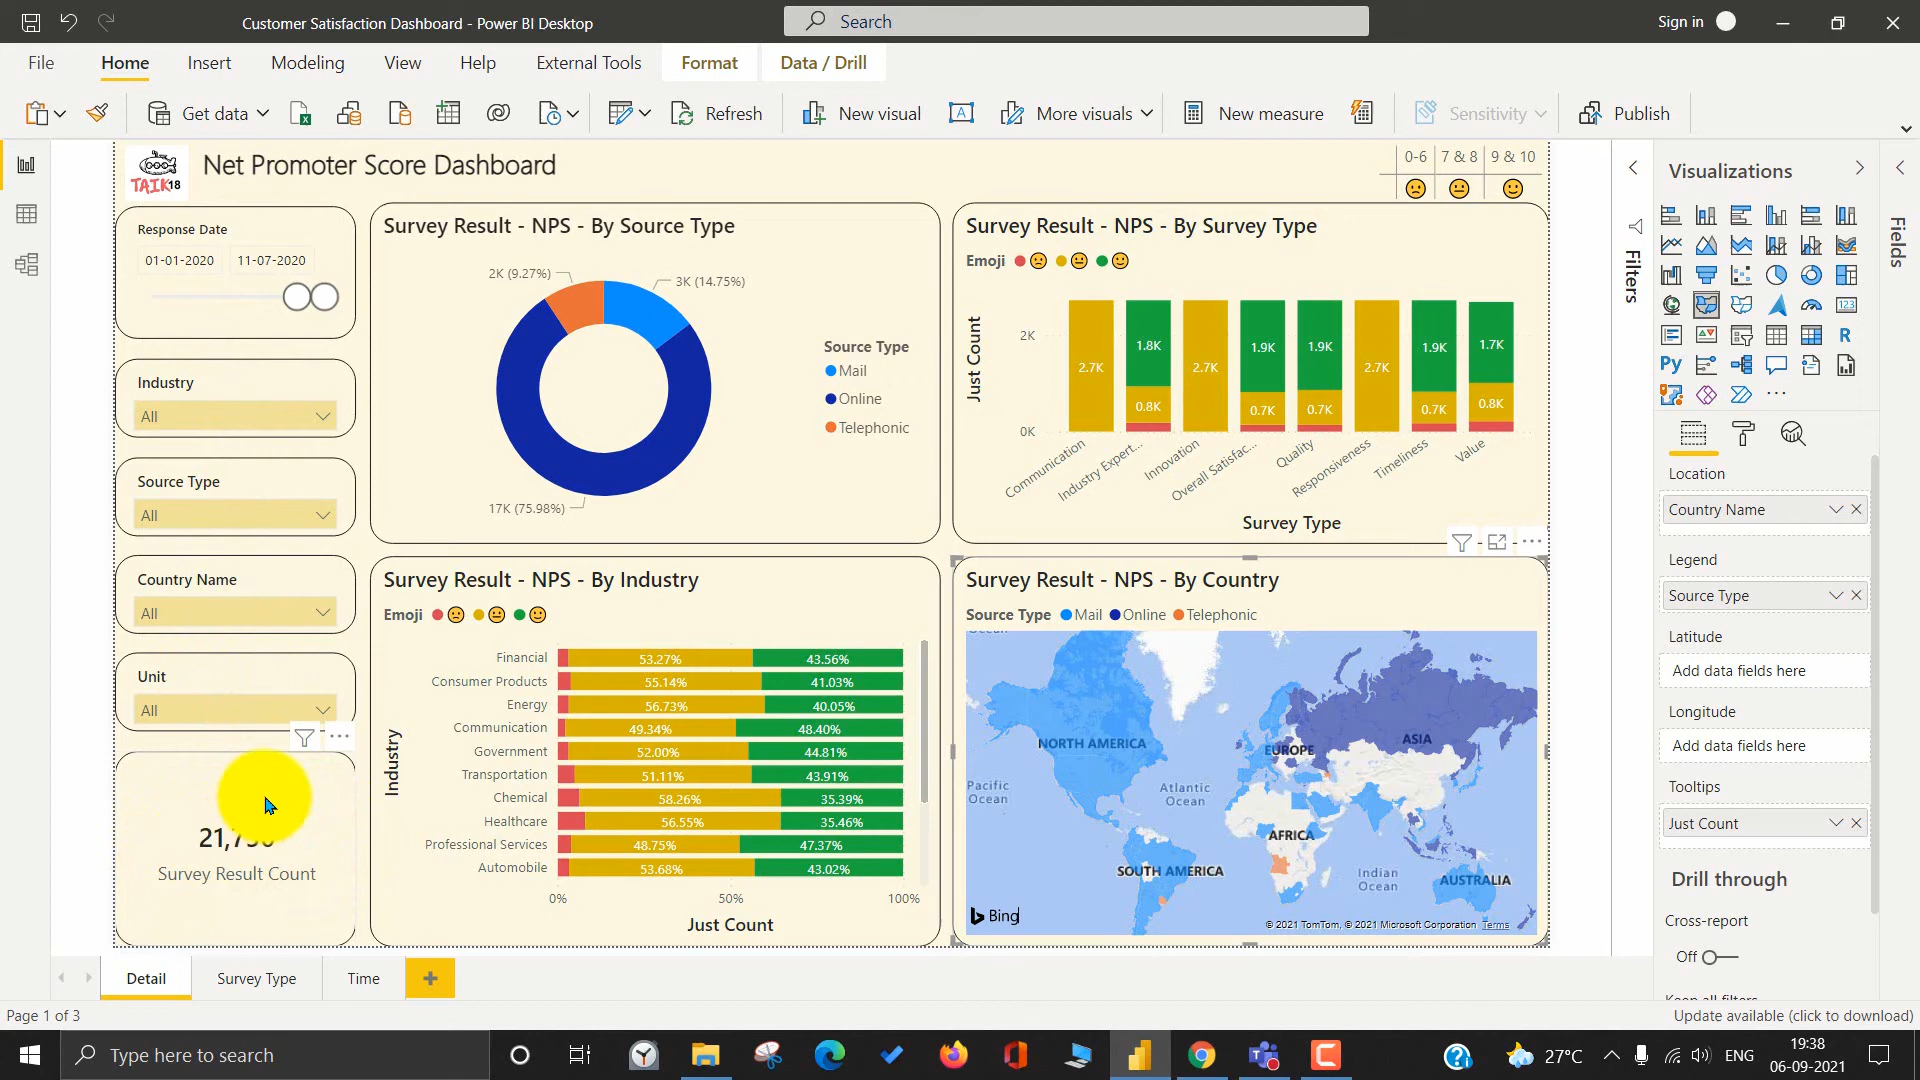 Customer Satisfaction Dashboard - Power BI Desktop
Search
Sign in
File Home Insert Modeling View Help External Tools Format Data / Drill
Get data Refresh New visual More visuals New measure Sensitivity Publish
TAIK18
Net Promoter Score Dashboard
0-6 7 & 8 9 & 10
Response Date
01-01-2020 11-07-2020
Industry
All
Source Type
All
Country Name
All
Unit
All
Survey Result Count
Survey Result - NPS - By Source Type
2K (9.27%)
3K (14.75%)
17K (75.98%)
Source Type
Mail
Online
Telephonic
Survey Result - NPS - By Survey Type
Emoji
Just Count
2K
0K
2.7K
1.8K
0.8K
2.7K
1.9K
0.7K
1.9K
0.7K
2.7K
1.9K
0.7K
1.7K
0.8K
Communication
Industry Expert...
Innovation
Overall Satisfac...
Quality
Responsiveness
Timeliness
Value
Survey Type
Survey Result - NPS - By Industry
Emoji
Industry
Financial 53.27% 43.56%
Consumer Products 55.14% 41.03%
Energy 56.73% 40.05%
Communication 49.34% 48.40%
Government 52.00% 44.81%
Transportation 51.11% 43.91%
Chemical 58.26% 35.39%
Healthcare 56.55% 35.46%
Professional Services 48.75% 47.37%
Automobile 53.68% 43.02%
0% 50% 100%
Just Count
Survey Result - NPS - By Country
Source Type Mail Online Telephonic
Ocean
NORTH AMERICA
EUROPE
ASIA
Pacific
Ocean
Atlantic
Ocean
AFRICA
SOUTH AMERICA
Indian
Ocean
AUSTRALIA
Bing
© 2021 TomTom, © 2021 Microsoft Corporation Terms
Filters
Visualizations
123
R
Py
Location
Country Name
Legend
Source Type
Latitude
Add data fields here
Longitude
Add data fields here
Tooltips
Just Count
Drill through
Cross-report
Off
Keep all filters
Fields
Detail Survey Type Time
Page 1 of 3
Update available (click to download)
Type here to search
27°C
ENG
19:38
06-09-2021